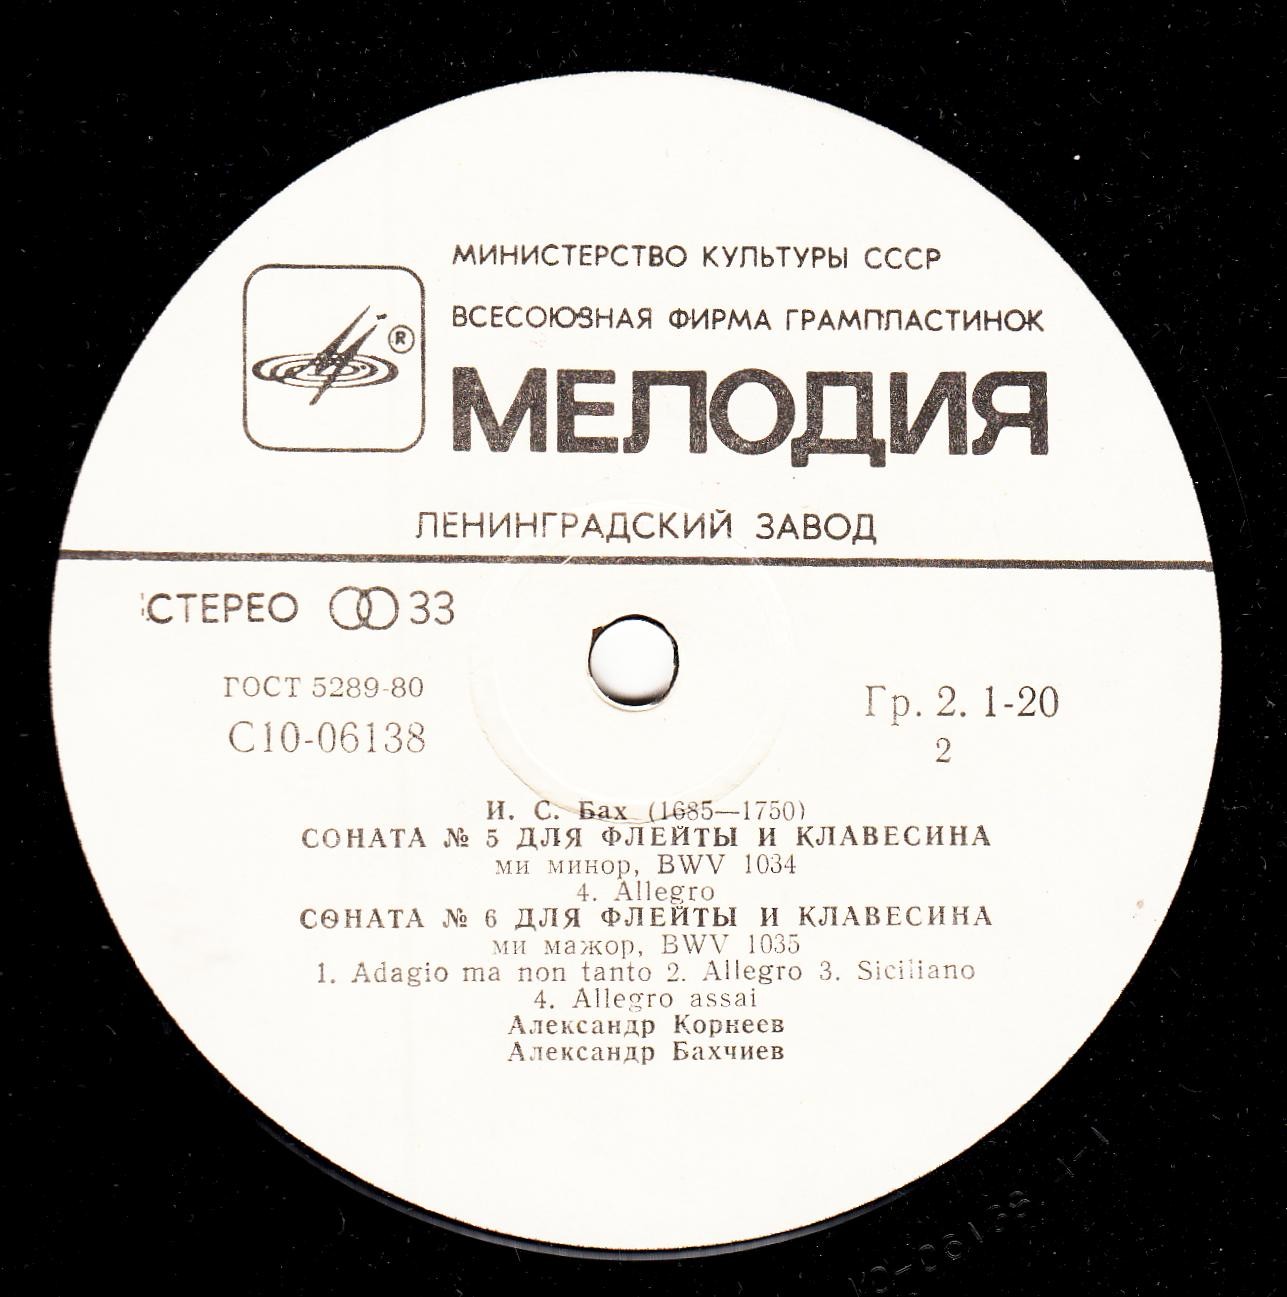 МИНИСТЕРСТВО КУЛЬТУРЫ СССР
ВСЕСОЮЗНАЯ ФИРМА ГРАМПЛАСТИНОК
®
МЕЛОДИЯ
ЛЕНИНГРАДСКИЙ ЗАВОД
СТЕРЕО 33
ГОСТ 5289-80
С10-06138
Гр. 2. 1-20
2
И. С. Бах (1685—1750)
СОНАТА № 5 ДЛЯ ФЛЕЙТЫ И КЛАВЕСИНА
ми минор, BWV 1034
4. Allegro
СОНАТА № 6 ДЛЯ ФЛЕЙТЫ И КЛАВЕСИНА
ми мажор, BWV 1035
1. Adagio ma non tanto 2. Allegro 3. Siciliano
4. Allegro assai
Александр Корнеев
Александр Бахчиев